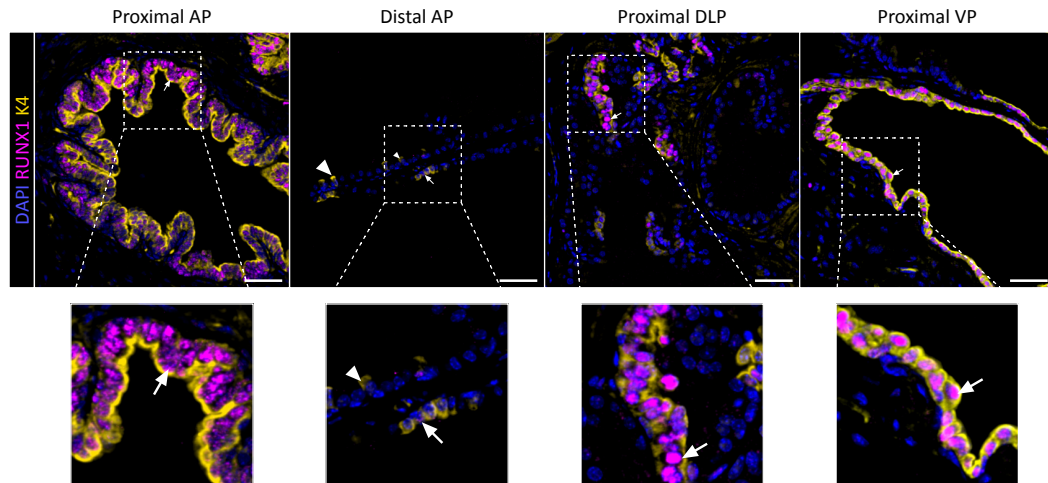 Proximal AP
Distal AP
Proximal DLP
Proximal VP
DAPI RUNX1 K4